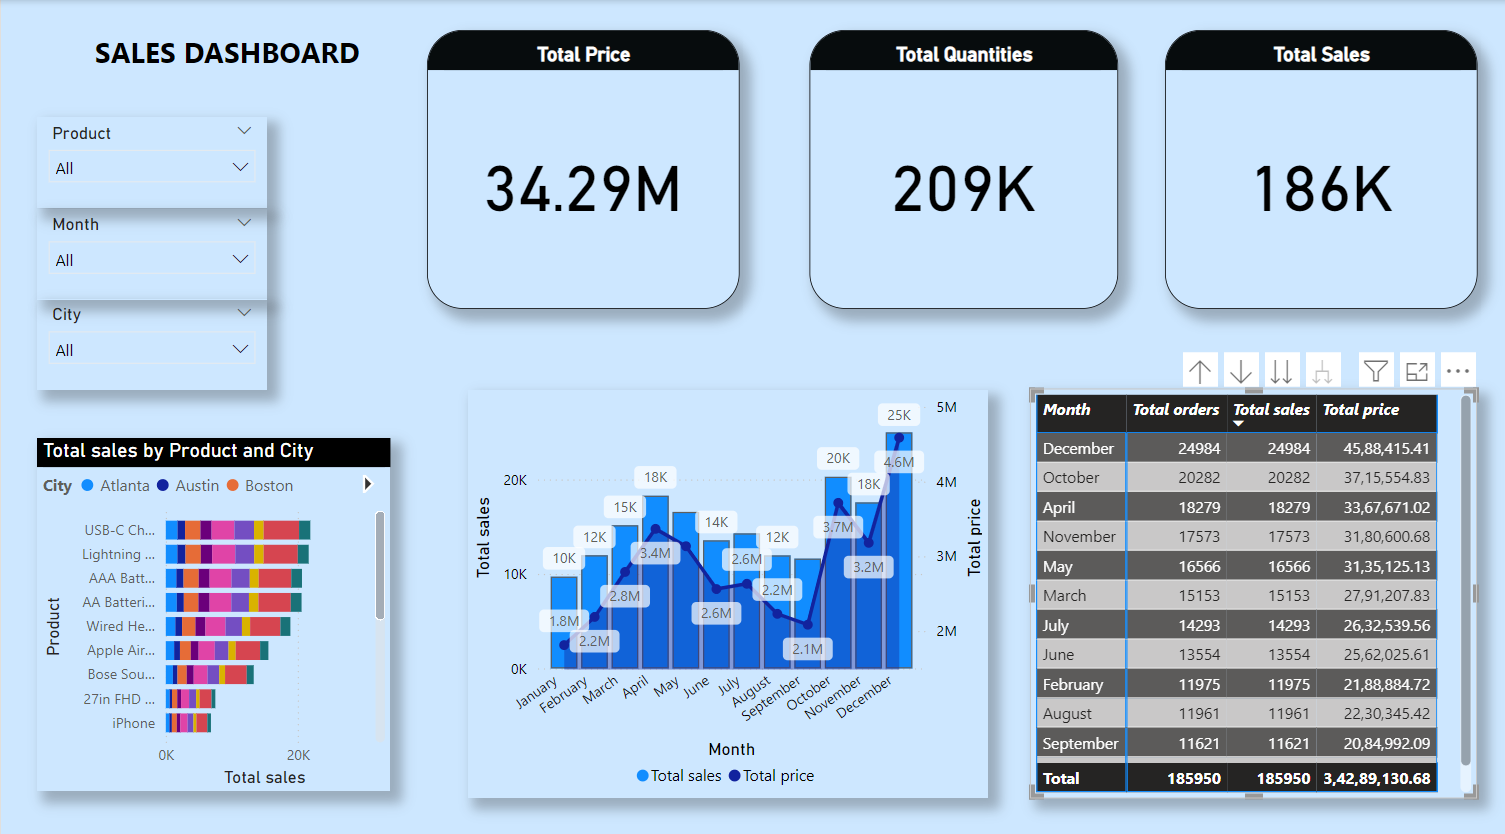 SALES DASHBOARD
Total Price
34.29M
Total Quantities
209K
Total Sales
186K
Product
All
Month
All
City
All
Total sales by Product and City
City Atlanta Austin Boston
Product
USB-C Ch...
Lightning ...
AAA Batt...
AA Batteri...
Wired He...
Apple Air...
Bose Sou...
27in FHD ...
iPhone
0K 20K
Total sales
Total sales
20K
10K
0K
10K
12K
15K
18K
14K
12K
20K
18K
25K
1.8M
2.2M
2.8M
3.4M
2.6M
2.6M
2.2M
2.1M
3.7M
3.2M
4.6M
5M
4M
3M
2M
Total price
January
February
March
April
May
June
July
August
September
October
November
December
Month
Total sales Total price
Month Total orders Total sales Total price
December 24984 24984 45,88,415.41
October 20282 20282 37,15,554.83
April 18279 18279 33,67,671.02
November 17573 17573 31,80,600.68
May 16566 16566 31,35,125.13
March 15153 15153 27,91,207.83
July 14293 14293 26,32,539.56
June 13554 13554 25,62,025.61
February 11975 11975 21,88,884.72
August 11961 11961 22,30,345.42
September 11621 11621 20,84,992.09
Total 185950 185950 3,42,89,130.68